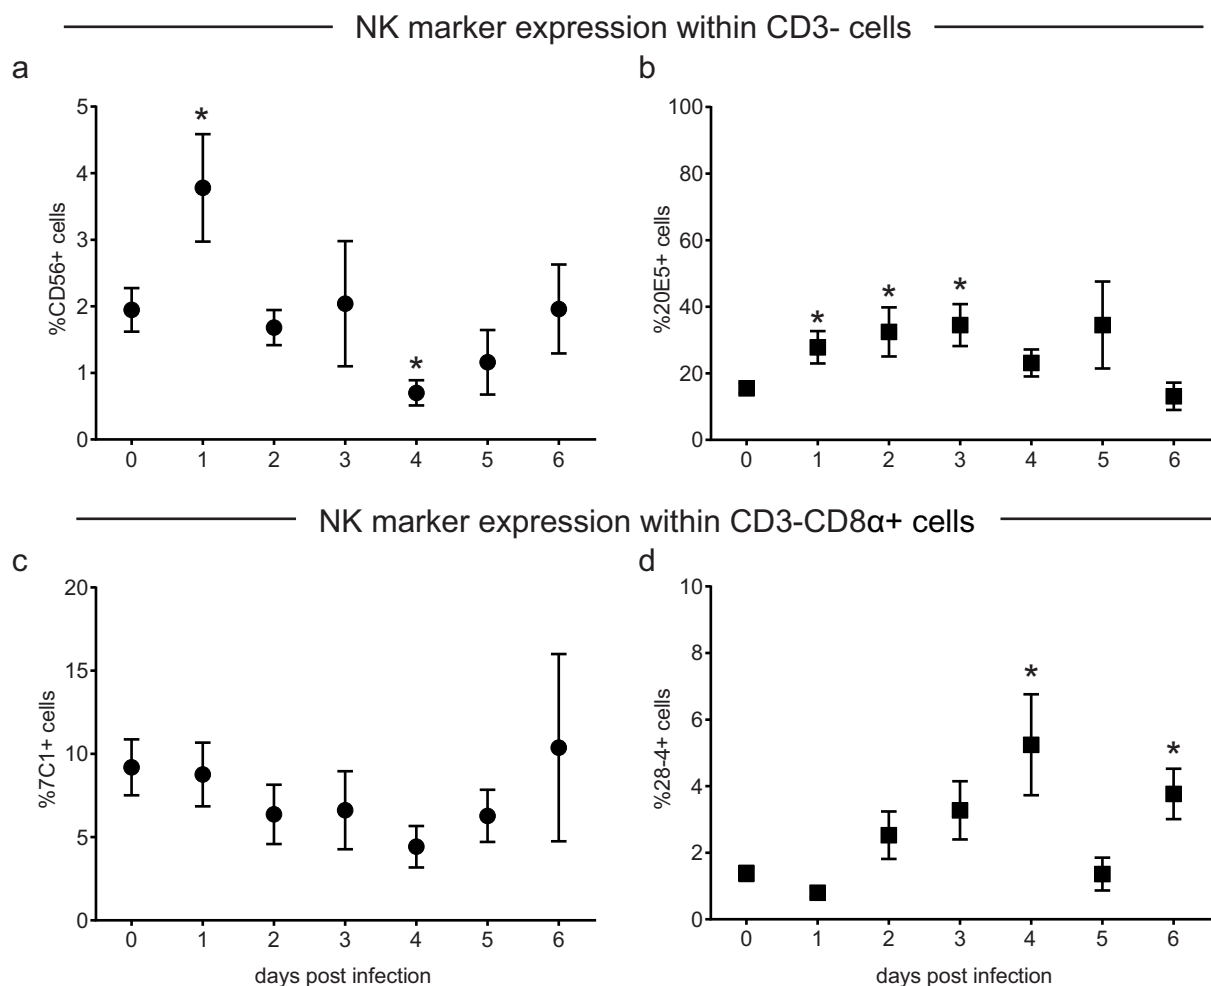 NK marker expression within CD3- cells
a
5
4
3
2
1
0
%CD56+ cells
*
*
0 1 2 3 4 5 6
b
100
80
60
40
20
0
%20E5+ cells
* * *
0 1 2 3 4 5 6
NK marker expression within CD3-CD8α+ cells
c
20
15
10
5
0
%7C1+ cells
0 1 2 3 4 5 6
days post infection
d
10
8
6
4
2
0
%28-4+ cells
*
*
0 1 2 3 4 5 6
days post infection